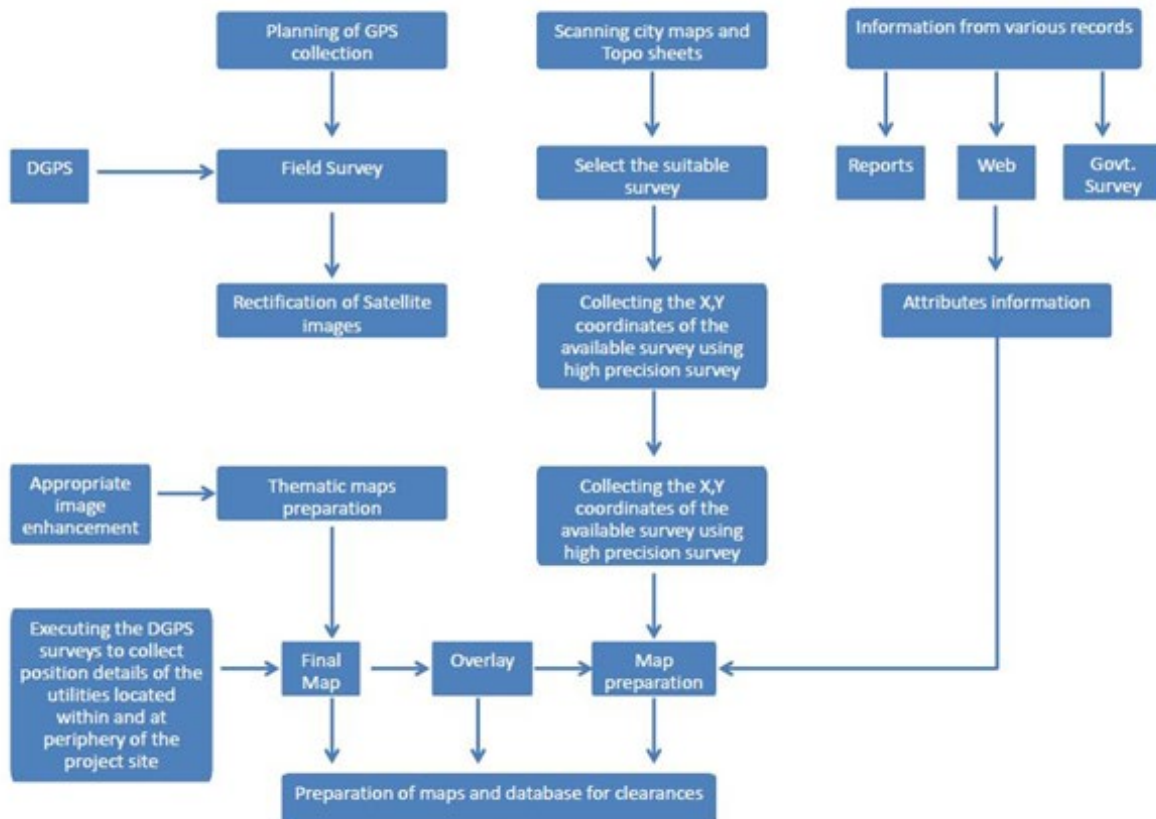 Planning of GPS
collection
Scanning city maps and
Topo sheets
Information from various records
DGPS
Field Survey
Select the suitable
survey
Reports
Web
Govt.
Survey
Rectification of Satellite
images
Collecting the X,Y
coordinates of the
available survey using
high precision survey
Attributes information
Appropriate
image
enhancement
Thematic maps
preparation
Collecting the X,Y
coordinates of the
available survey using
high precision survey
Executing the DGPS
surveys to collect
position details of the
utilities located
within and at
periphery of the
project site
Final
Map
Overlay
Map
preparation
Preparation of maps and database for clearances